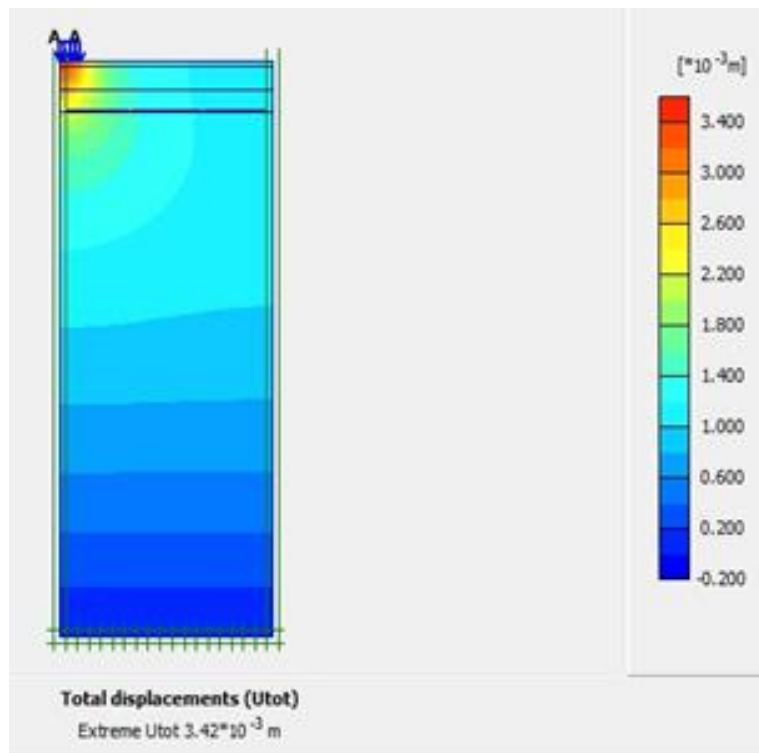 A A
[*10⁻³m]
3.400
3.000
2.600
2.200
1.800
1.400
1.000
0.600
0.200
-0.200
Total displacements (Utot)
Extreme Utot 3.42*10⁻³ m